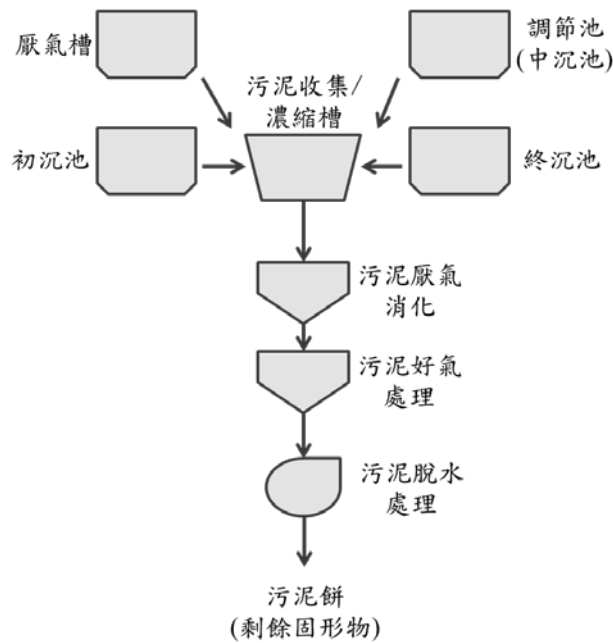 厭氣槽
調節池
(中沉池)
污泥收集/
濃縮槽
初沉池
終沉池
污泥厭氣
消化
污泥好氣
處理
污泥脫水
處理
污泥餅
(剩餘固形物)